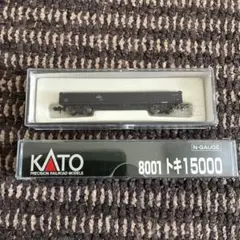 N-GAUGE
KATO 8001 トキ15000
PRECISION RAILROAD MODELS